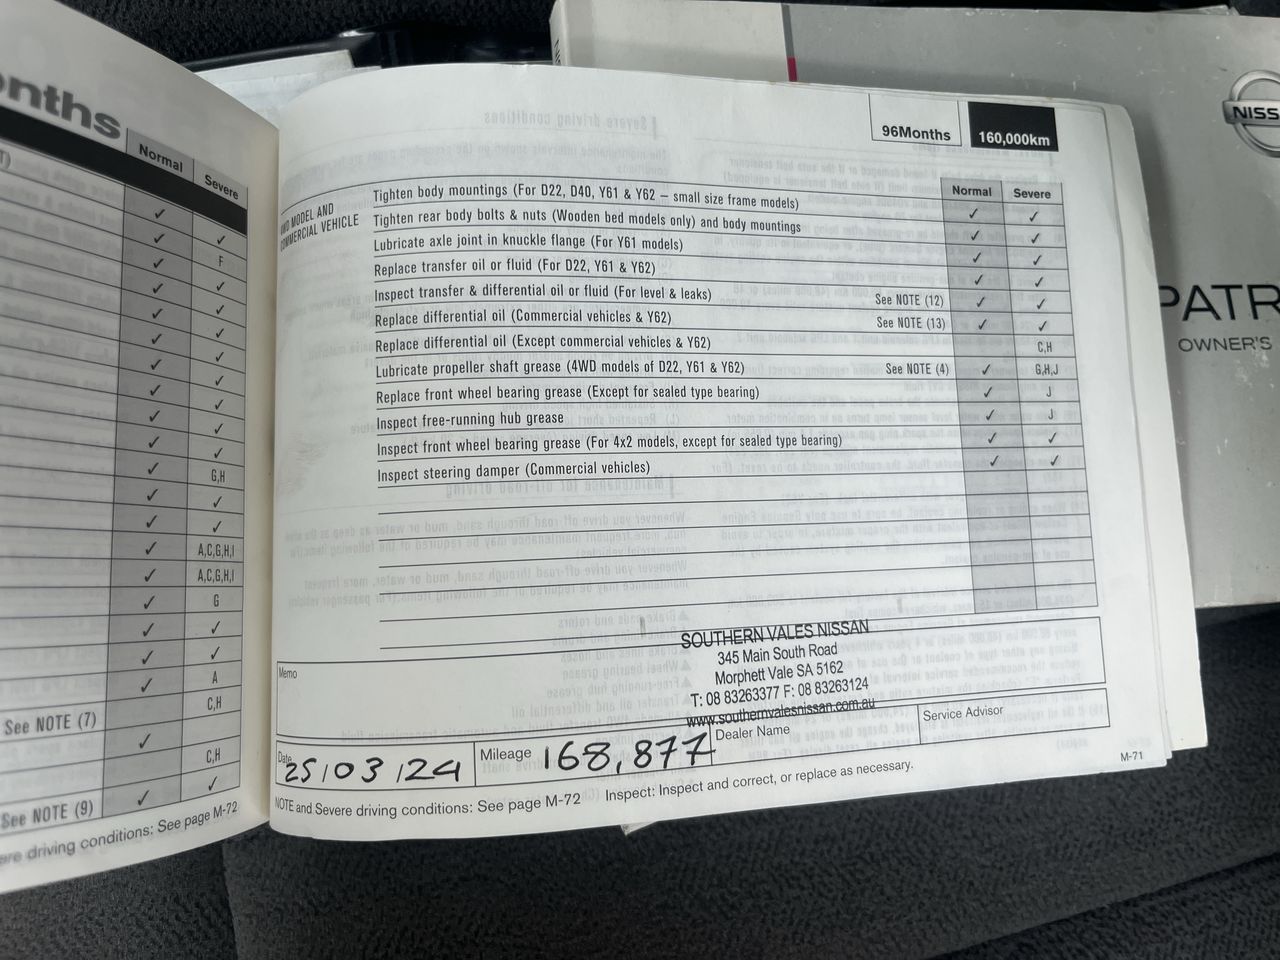 onths
Normal
Severe
✓
✓ ✓
✓ F
✓ ✓
✓ ✓
✓ ✓
✓ ✓
✓ ✓
✓ ✓
✓ ✓
✓ G,H
✓ ✓
✓ ✓
✓ A,C,G,H,I
✓ A,C,G,H,I
✓ G
✓ ✓
✓ ✓
✓ A
C,H
See NOTE (7)
✓ C,H
See NOTE (9) ✓ ✓
driving conditions: See page M-72
96Months
160,000km
Normal
Severe
MODEL AND
COMMERCIAL VEHICLE
Tighten body mountings (For D22, D40, Y61 & Y62 – small size frame models) ✓ ✓
Tighten rear body bolts & nuts (Wooden bed models only) and body mountings ✓ ✓
Lubricate axle joint in knuckle flange (For Y61 models) ✓ ✓
Replace transfer oil or fluid (For D22, Y61 & Y62) ✓ ✓
Inspect transfer & differential oil or fluid (For level & leaks) See NOTE (12) ✓ ✓
Replace differential oil (Commercial vehicles & Y62) See NOTE (13) ✓ ✓
Replace differential oil (Except commercial vehicles & Y62) C,H
Lubricate propeller shaft grease (4WD models of D22, Y61 & Y62) See NOTE (4) ✓ G,H,J
Replace front wheel bearing grease (Except for sealed type bearing) ✓ J
Inspect free-running hub grease ✓ J
Inspect front wheel bearing grease (For 4x2 models, except for sealed type bearing) ✓ ✓
Inspect steering damper (Commercial vehicles) ✓ ✓
Memo
SOUTHERN VALES NISSAN
345 Main South Road
Morphett Vale SA 5162
T: 08 83263377 F: 08 83263124
www.southernvalesnissan.com.au
Date 25/03/24
Mileage 168,877
Dealer Name
Service Advisor
NOTE and Severe driving conditions: See page M-72 Inspect: Inspect and correct, or replace as necessary.
M-71
NISS
PATR
OWNER'S